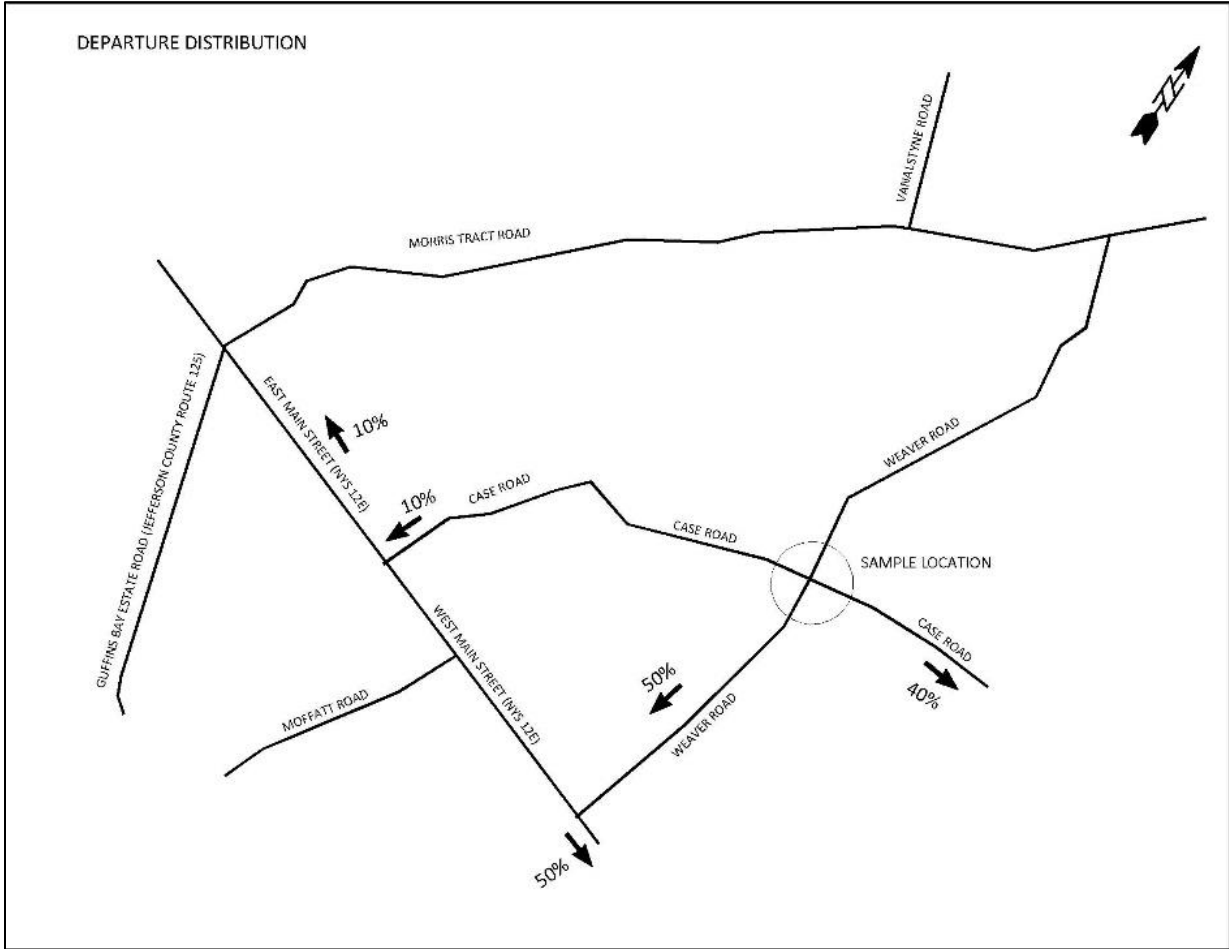 DEPARTURE DISTRIBUTION
VANALSTYNE ROAD
MORRIS TRACT ROAD
GUFFINS BAY ESTATE ROAD (JEFFERSON COUNTY ROUTE 125)
EAST MAIN STREET (NYS 12E)
10%
WEAVER ROAD
10%
CASE ROAD
CASE ROAD
SAMPLE LOCATION
WEST MAIN STREET (NYS 12E)
CASE ROAD
50%
40%
MOFFATT ROAD
WEAVER ROAD
50%